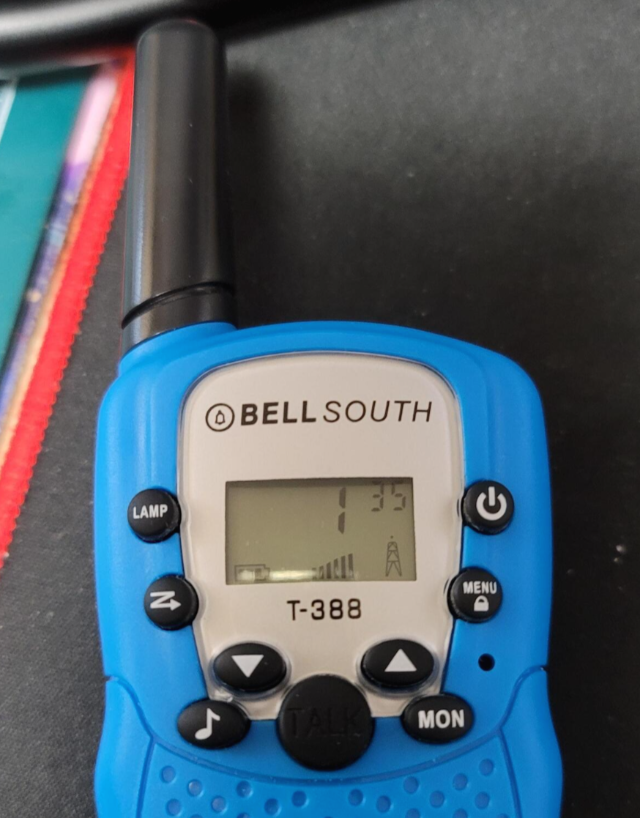 BELLSOUTH
1 35
LAMP
MENU
T-388
TALK
MON